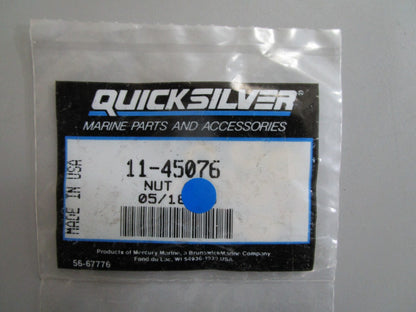 QUICKSILVER
MARINE PARTS AND ACCESSORIES
MADE IN USA
11-45076
NUT
05/18
Products of Mercury Marine, a Brunswick Marine Company
Fond du Lac, WI 54936-1939 USA
56-67776